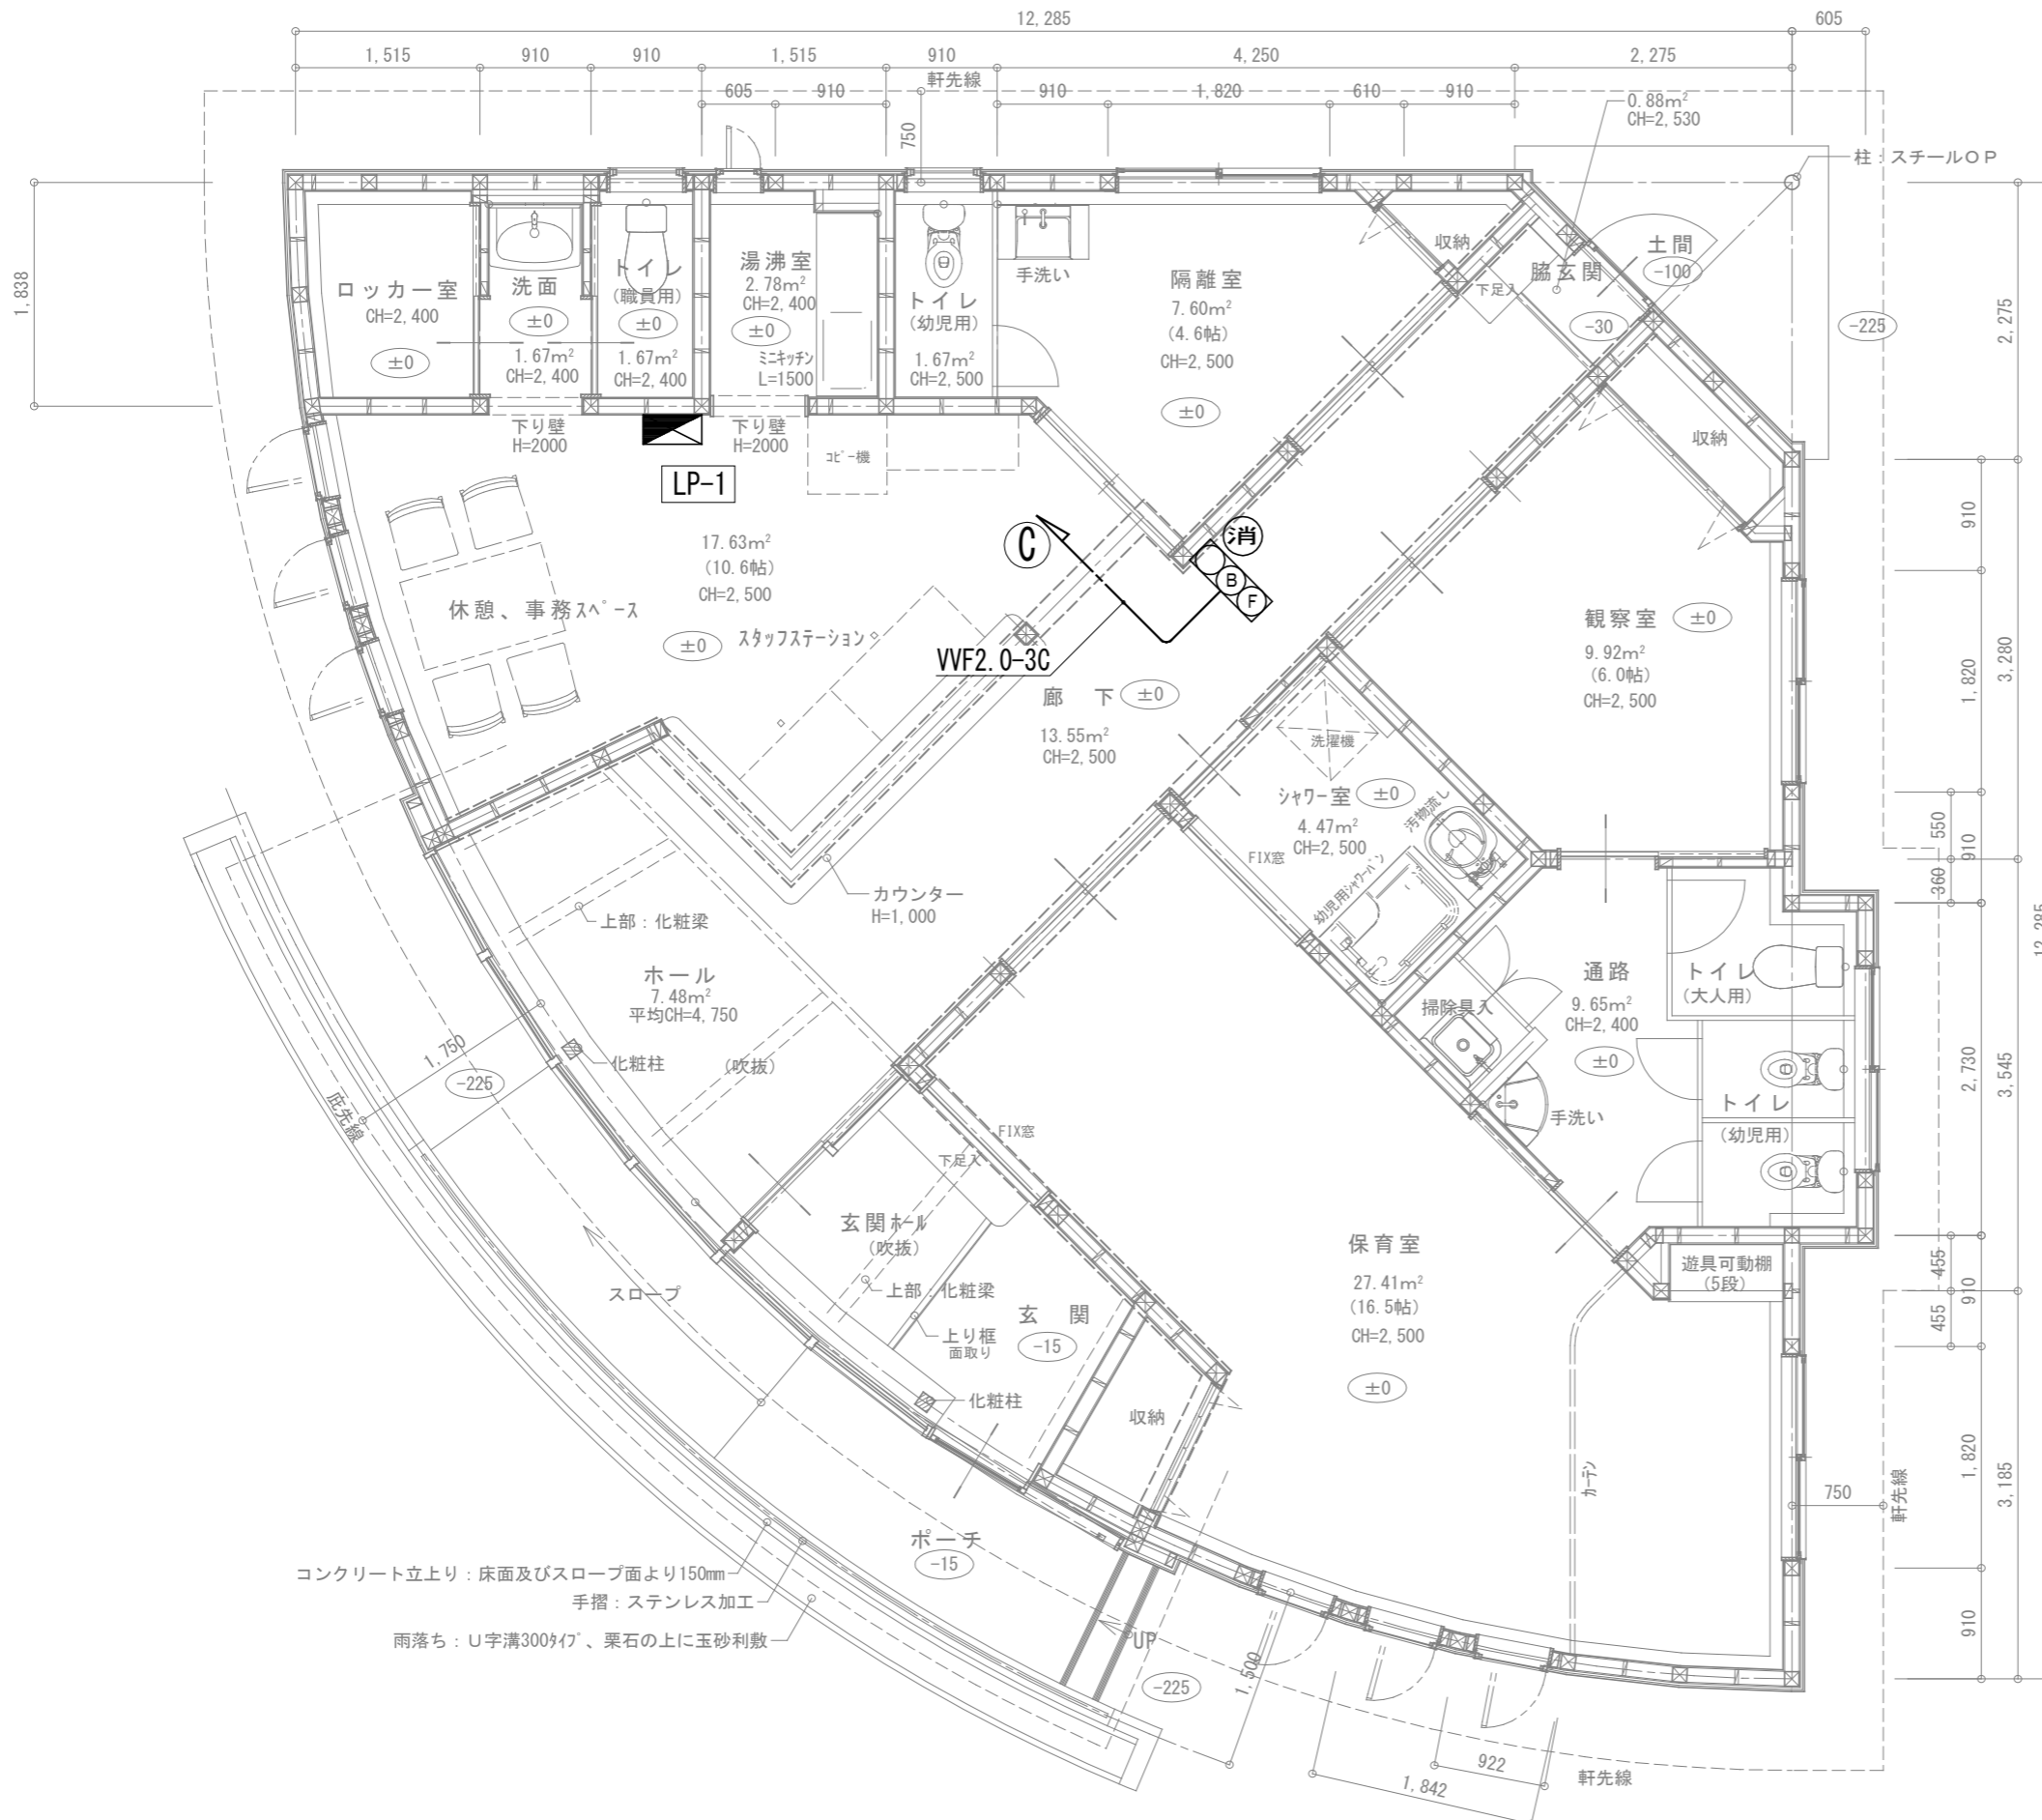 12,285
605
1,515
910
910
1,515
910
4,250
2,275
軒先線
605
910
910
1,820
610
910
750
0.88m²
CH=2,530
柱：スチールＯＰ
1,838
ロッカー室
CH=2,400
±0
洗面
±0
1.67m²
CH=2,400
トイレ
(職員用)
±0
1.67m²
CH=2,400
湯沸室
2.78m²
CH=2,400
±0
ミニキッチン
L=1500
トイレ
(幼児用)
1.67m²
CH=2,500
手洗い
隔離室
7.60m²
(4.6帖)
CH=2,500
±0
収納
下足入
脇玄関
-30
土間
-100
-225
2,275
収納
下り壁
H=2000
下り壁
H=2000
コピー機
LP-1
17.63m²
(10.6帖)
CH=2,500
休憩、事務スペース
±0
スタッフステーション
C
消
B
F
VVF2.0-3C
廊 下
±0
13.55m²
CH=2,500
観察室
±0
9.92m²
(6.0帖)
CH=2,500
910
1,820
3,280
550
910
360
12,285
洗濯機
シャワー室
±0
4.47m²
CH=2,500
汚物流し
FIX窓
幼児用シャワーパン
カウンター
H=1,000
上部：化粧梁
ホール
7.48m²
平均CH=4,750
化粧柱
(吹抜)
1,750
-225
庇先線
掃除具入
通路
9.65m²
CH=2,400
±0
トイレ
(大人用)
トイレ
(幼児用)
手洗い
2,730
3,545
FIX窓
下足入
玄関ホール
(吹抜)
上部：化粧梁
上り框
面取り
玄 関
-15
化粧柱
収納
スロープ
保育室
27.41m²
(16.5帖)
CH=2,500
±0
遊具可動棚
(5段)
455
910
455
カーテン
750
軒先線
1,820
3,185
910
ポーチ
-15
コンクリート立上り：床面及びスロープ面より150mm
手摺：ステンレス加工
雨落ち：Ｕ字溝300タイプ、栗石の上に玉砂利敷
UP
-225
1,500
922
1,842
軒先線